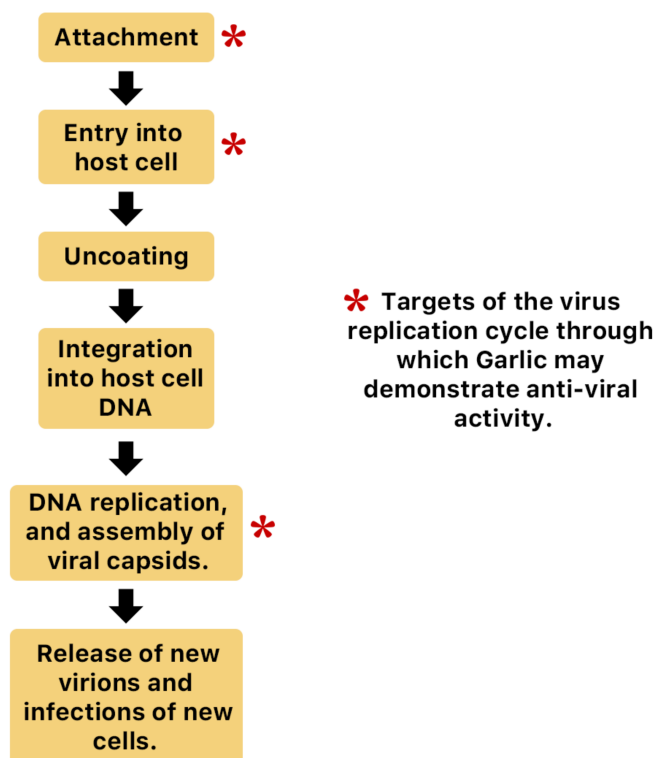 Attachment *
Entry into
host cell *
Uncoating
Integration
into host cell
DNA
DNA replication,
and assembly of
viral capsids. *
Release of new
virions and
infections of new
cells.
* Targets of the virus
replication cycle through
which Garlic may
demonstrate anti-viral
activity.